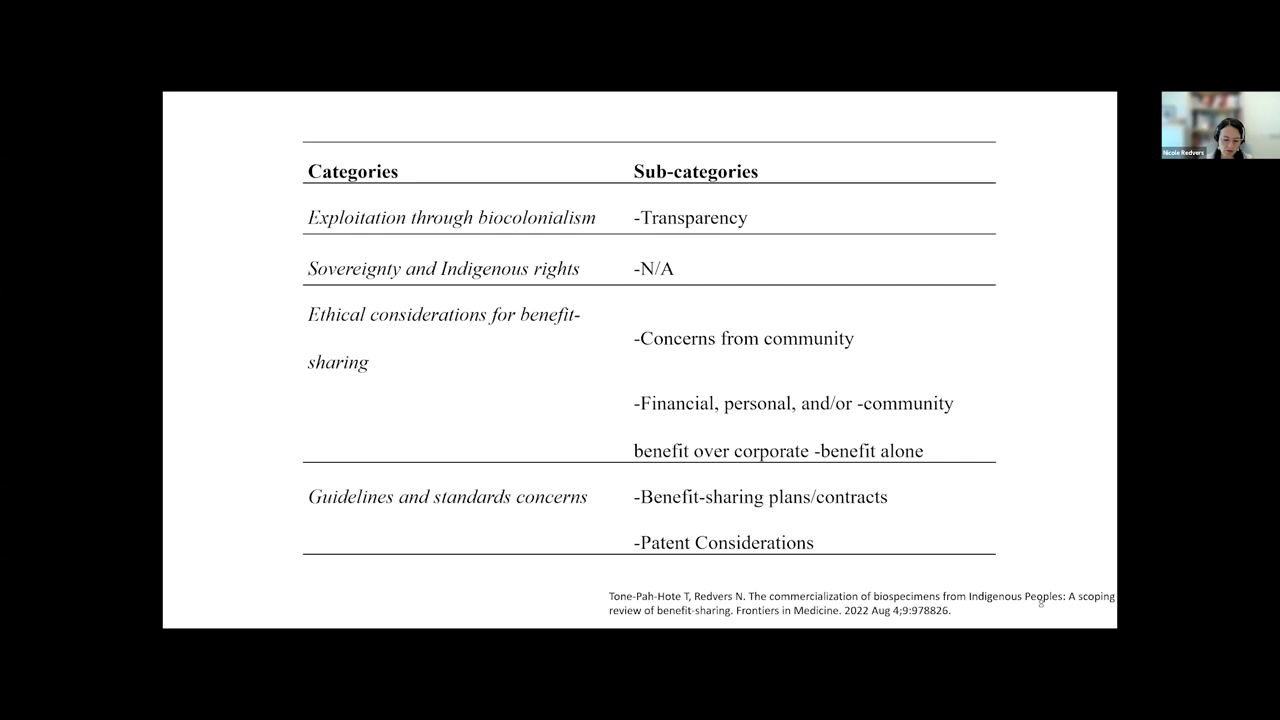 Categories Sub-categories
Exploitation through biocolonialism -Transparency
Sovereignty and Indigenous rights -N/A
Ethical considerations for benefit-
sharing
-Concerns from community
-Financial, personal, and/or -community
benefit over corporate -benefit alone
Guidelines and standards concerns -Benefit-sharing plans/contracts
-Patent Considerations
Tone-Pah-Hote T, Redvers N. The commercialization of biospecimens from Indigenous Peoples: A scoping
review of benefit-sharing. Frontiers in Medicine. 2022 Aug 4;9:978826.
8
Nicole Redvers